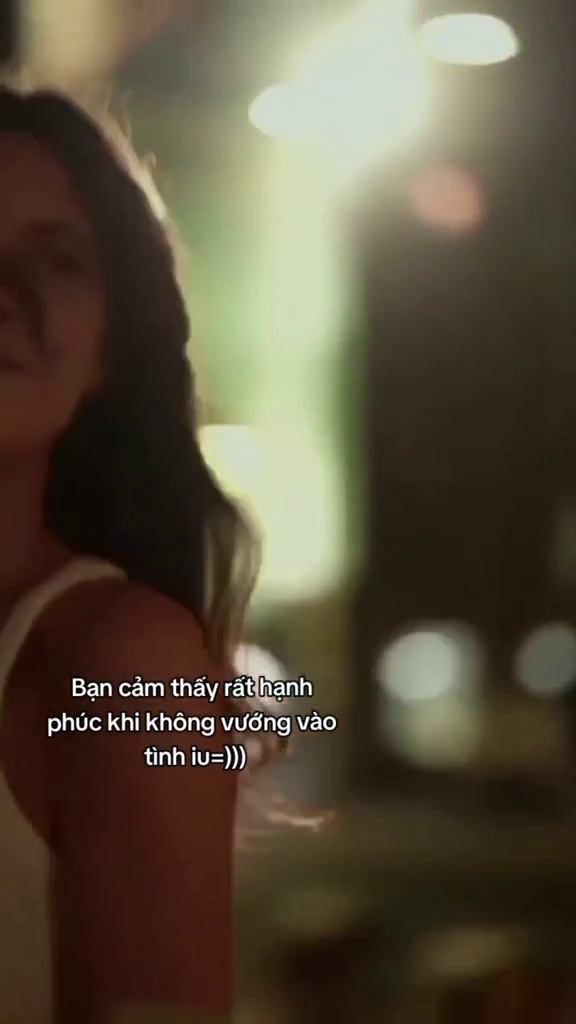 Bạn cảm thấy rất hạnh
phúc khi không vướng vào
tình iu=)))